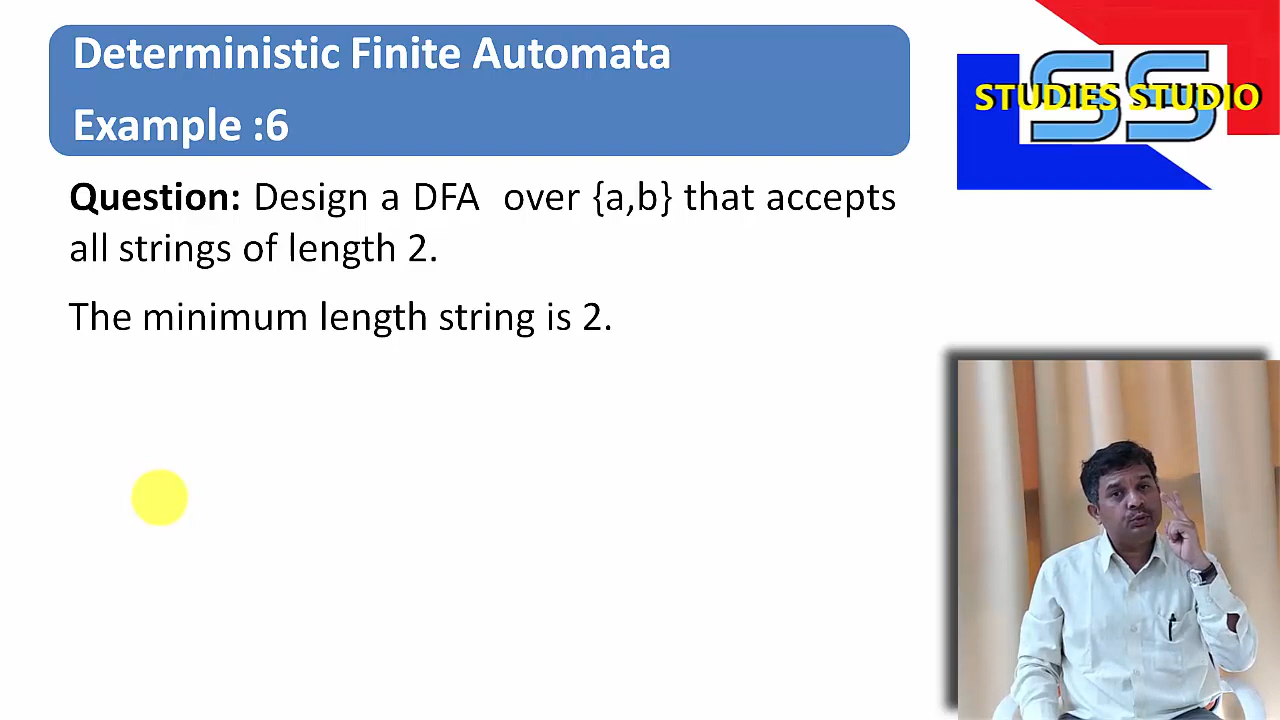 Deterministic Finite Automata
Example :6
SS
STUDIES STUDIO
Question: Design a DFA over {a,b} that accepts
all strings of length 2.
The minimum length string is 2.